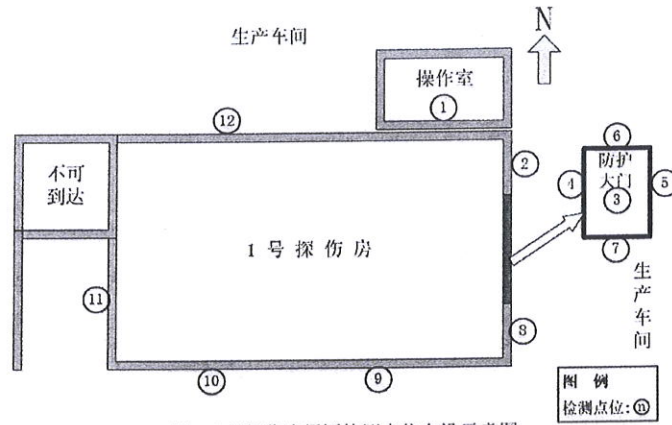 生产车间
N
操作室
①
⑫
②
⑥
防护
大门
④
③
⑤
⑦
不可
到达
1号探伤房
⑪
生产车间
⑧
⑩
⑨
图例
检测点位:ⓝ